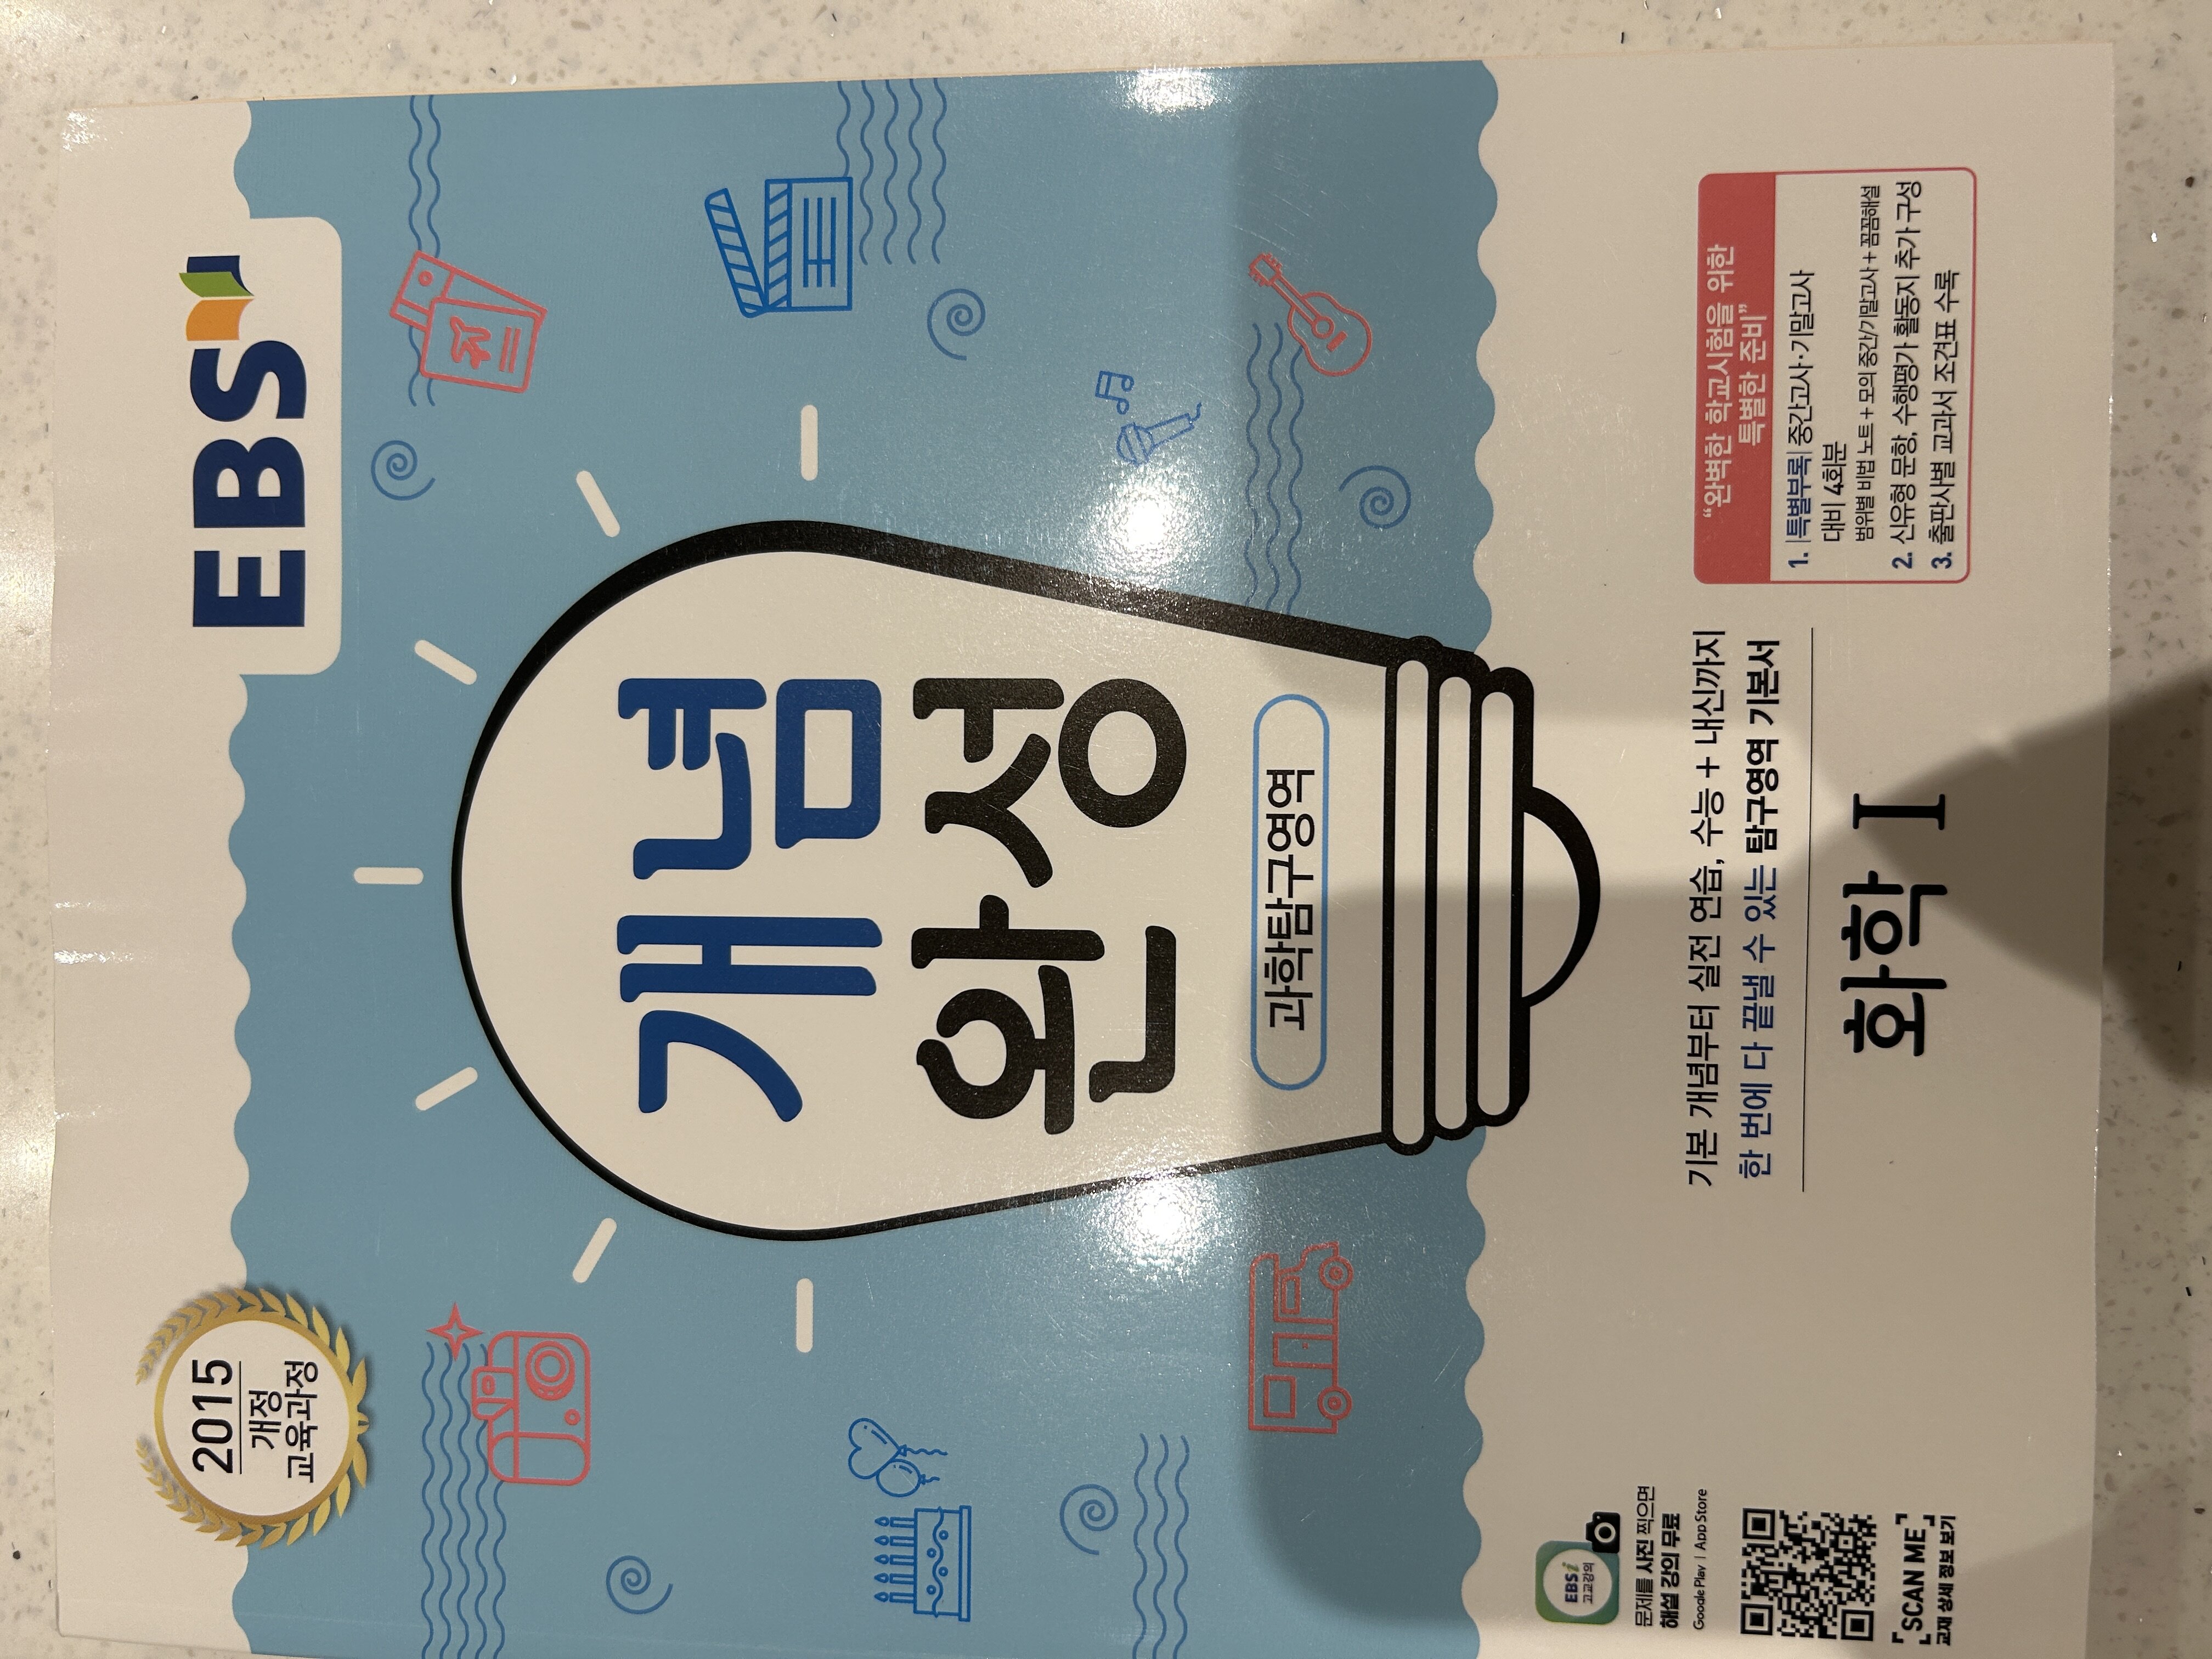 2015
개정
교육과정
EBS
개념
완성
과학탐구영역
기본 개념부터 실전 연습, 수능 + 내신까지
한 번에 다 끝낼 수 있는 탐구영역 기본서
화학 I
EBSi
고교강의
문제를 사진 찍으면
해설 강의 무료
Google Play | App Store
SCAN ME
교재 상세 정보 보기
“완벽한 학교시험을 위한
특별한 준비”
1. |특별부록| 중간고사·기말고사
대비 4회분
범위별 비법 노트 + 모의 중간/기말고사 + 꼼꼼해설
2. 신유형 문항, 수행평가 활동지 추가 구성
3. 출판사별 교과서 조견표 수록